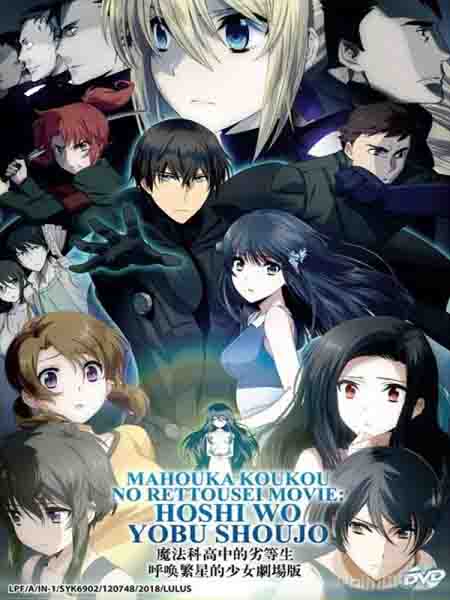 MAHOUKA KOUKOU
NO RETTOUSEI MOVIE:
HOSHI WO
YOBU SHOUJO
魔法科高中的劣等生
呼喚繁星的少女劇場版
LPF/A/IN-1/SYK6902/120748/2018/LULUS
DVD